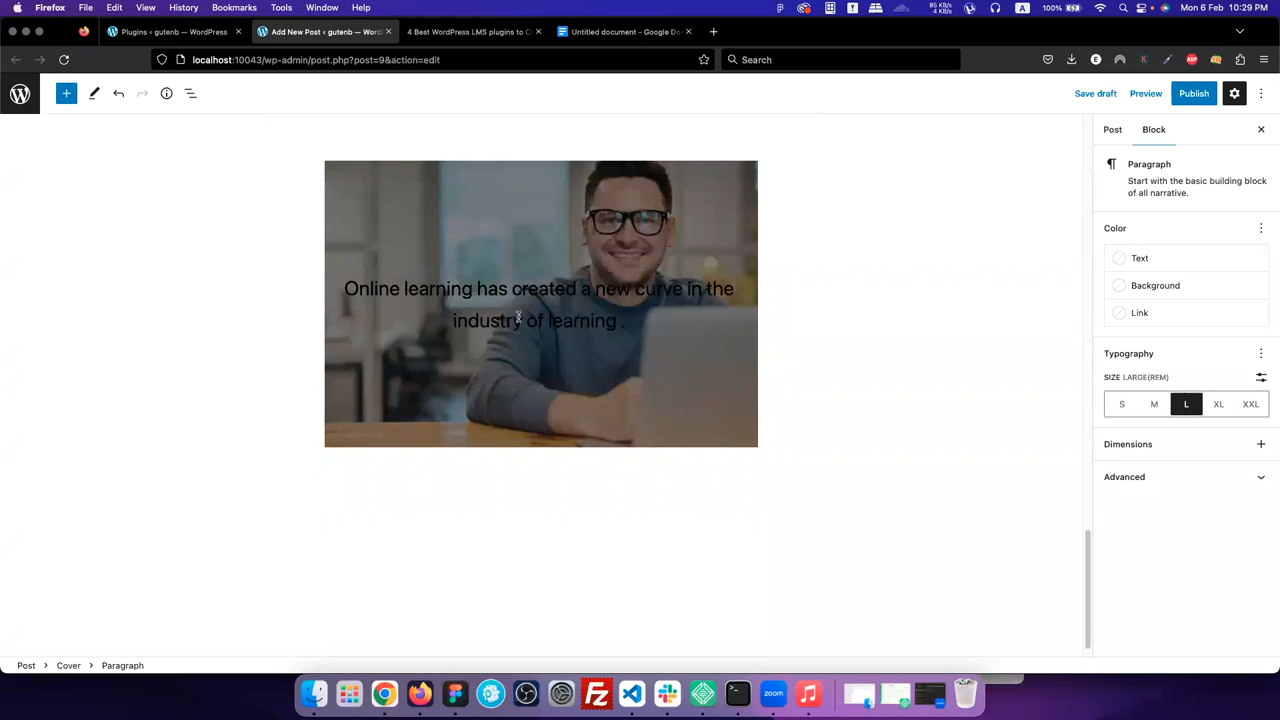 Firefox File Edit View History Bookmarks Tools Window Help 85 KB/s 4 KB/s A 100% Mon 6 Feb 10:29 PM
Plugins ‹ gutenb — WordPress Add New Post ‹ gutenb — Word 4 Best WordPress LMS plugins to C Untitled document - Google Do
localhost:10043/wp-admin/post.php?post=9&action=edit Search
Save draft Preview Publish
Post Block
Paragraph
Start with the basic building block
of all narrative.
Color
Text
Background
Link
Typography
SIZE LARGE(REM)
S M L XL XXL
Dimensions
Advanced
Online learning has created a new curve in the
industry of learning .
Post > Cover > Paragraph